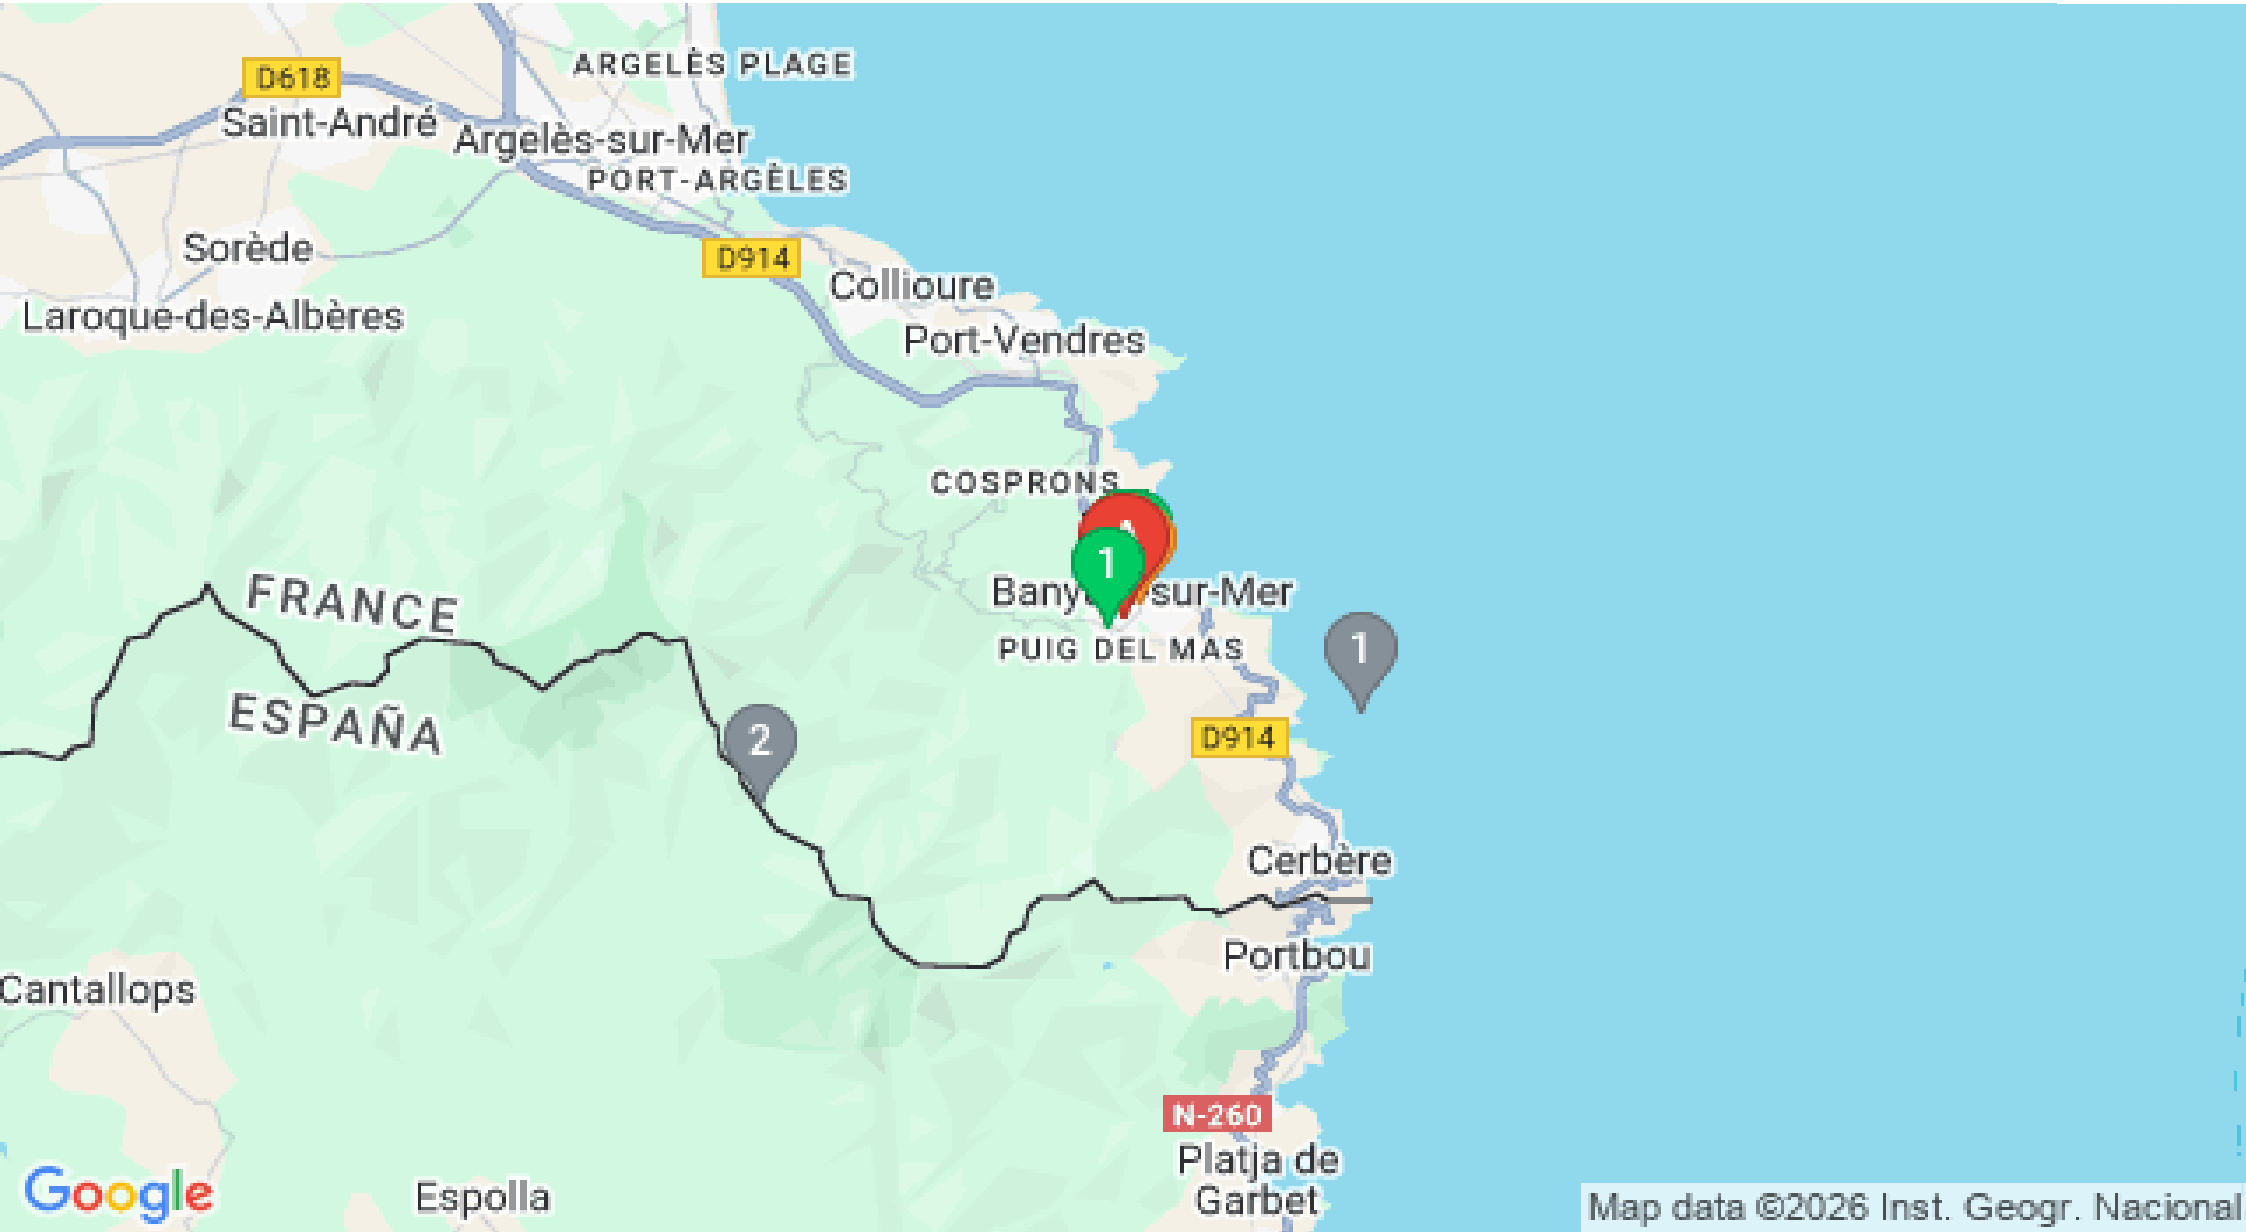 ARGELÈS PLAGE
D618
Saint-André
Argelès-sur-Mer
PORT-ARGÈLES
Sorède
D914
Collioure
Laroque-des-Albères
Port-Vendres
COSPRONS
1
FRANCE
sur-Mer
PUIG DEL MAS
1
ESPAÑA
2
D914
Cerbère
Portbou
Cantallops
N-260
Platja de
Garbet
Espolla
Google
Map data ©2026 Inst. Geogr. Nacional